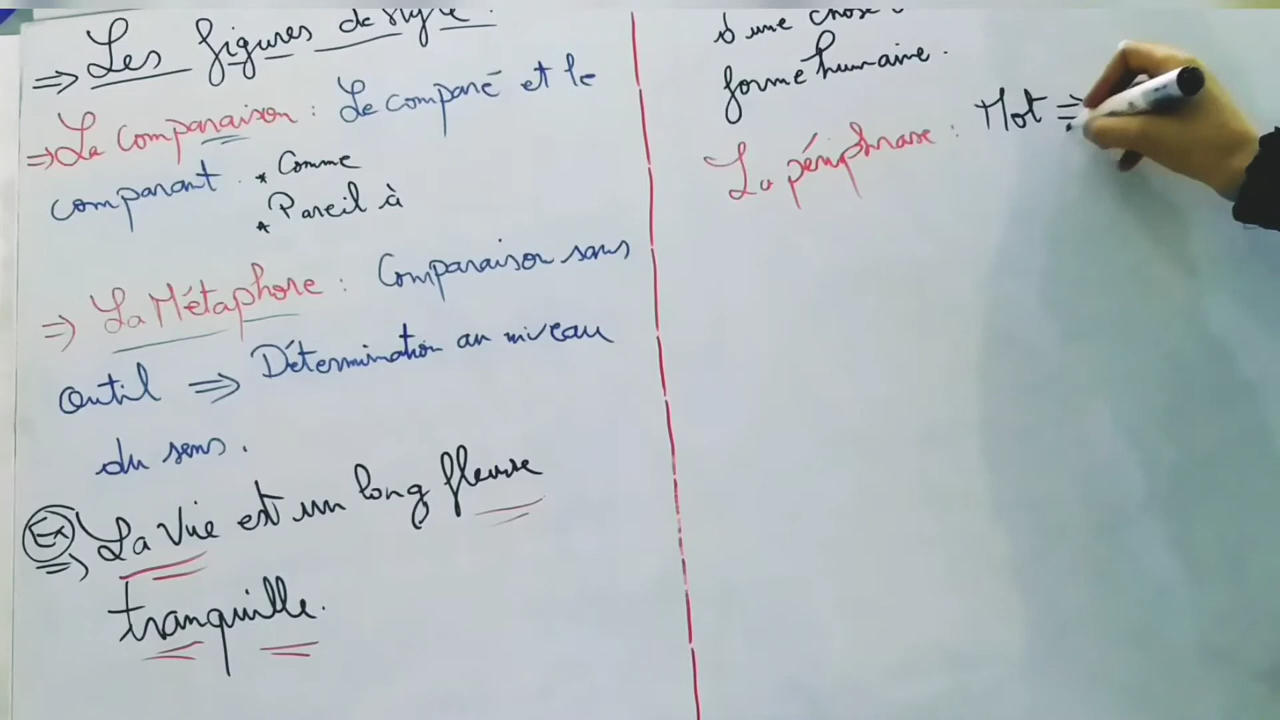 ⇒ Les figures de style.
⇒ La Comparaison : Le comparé et le
comparant. * Comme
* Pareil à
⇒ La Métaphore : Comparaison sans
outil ⇒ Détermination au niveau
du sens.
Ex ⇒ La vie est un long fleuve
tranquille.
d'une chose
forme humaine.
La périphrase : Mot ⇒